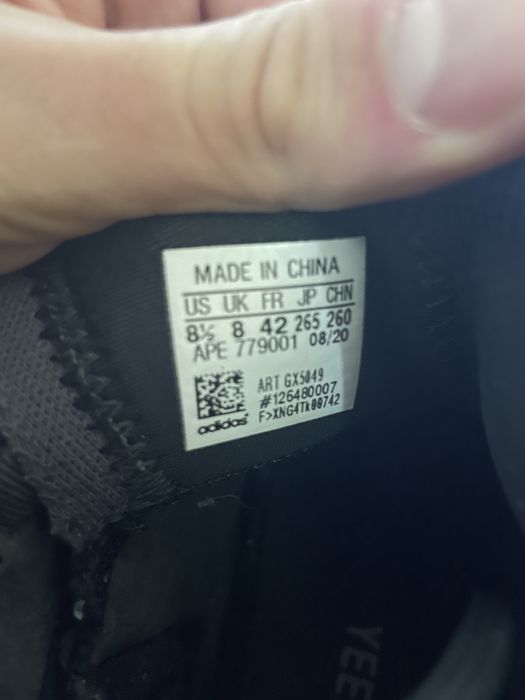 MADE IN CHINA
US UK FR JP CHN
8½ 8 42 265 260
APE 779001 08/20
ART GX5049
#126480007
F>XNG4Tk00742
adidas
YEE